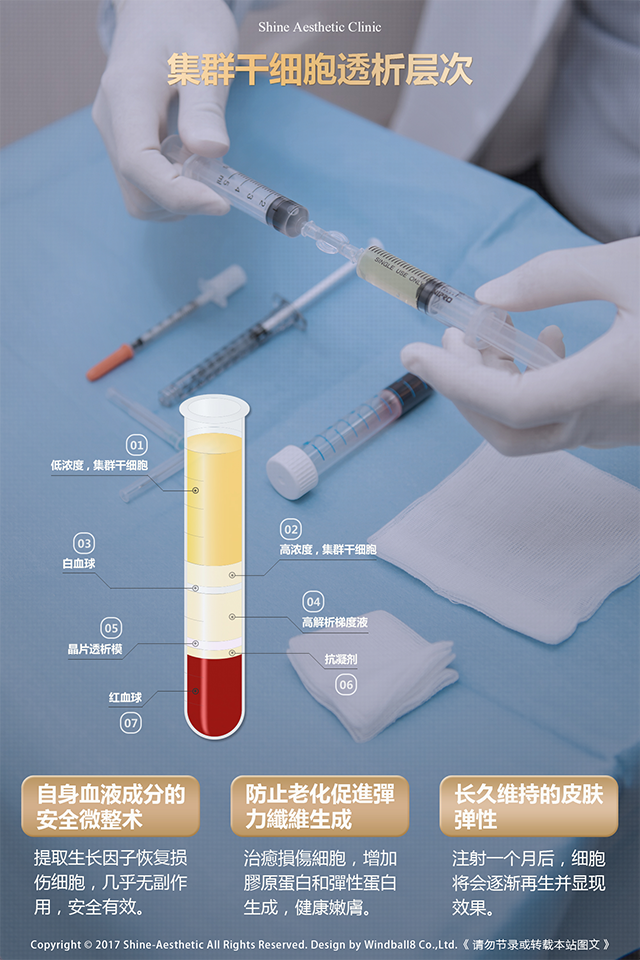 Shine Aesthetic Clinic
集群干细胞透析层次
SINGLE USE ONLY
01
低浓度，集群干细胞
02
高浓度，集群干细胞
03
白血球
04
高解析梯度液
05
晶片透析模
抗凝剂
06
红血球
07
自身血液成分的
安全微整术
提取生长因子恢复损
伤细胞，几乎无副作
用，安全有效。
防止老化促進彈
力纖維生成
治癒損傷細胞，增加
膠原蛋白和彈性蛋白
生成，健康嫩膚。
长久维持的皮肤
弹性
注射一个月后，细胞
将会逐渐再生并显现
效果。
Copyright © 2017 Shine-Aesthetic All Rights Reserved. Design by Windball8 Co.,Ltd.《 请勿节录或转载本站图文 》